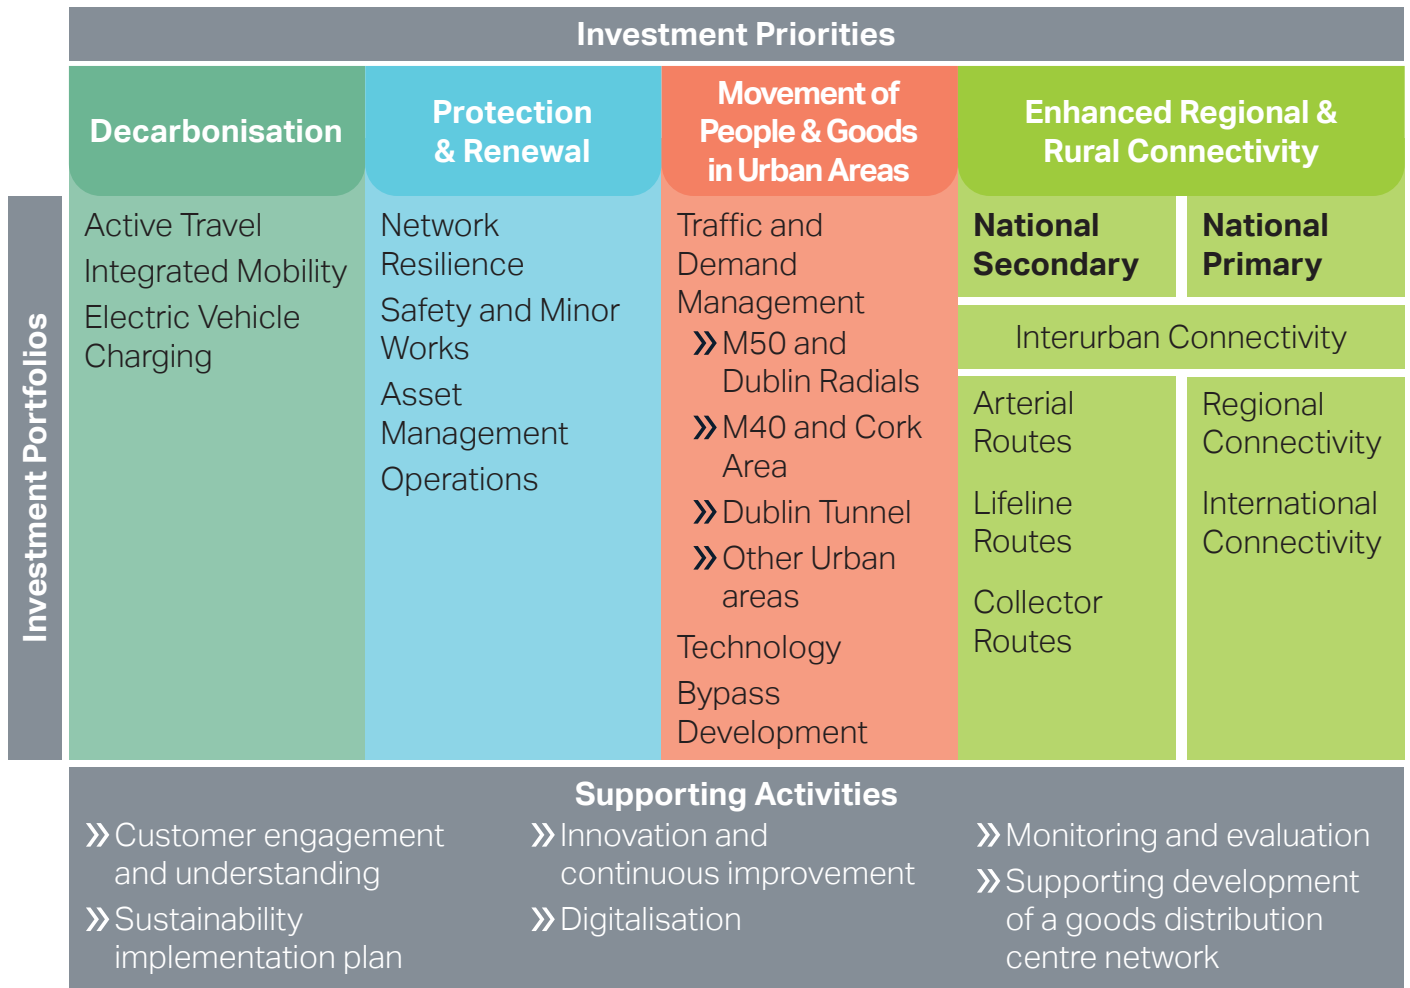 Investment Priorities
Decarbonisation
Protection
& Renewal
Movement of
People & Goods
in Urban Areas
Enhanced Regional &
Rural Connectivity
Investment Portfolios
Active Travel
Integrated Mobility
Electric Vehicle
Charging
Network
Resilience
Safety and Minor
Works
Asset
Management
Operations
Traffic and
Demand
Management
» M50 and
Dublin Radials
» M40 and Cork
Area
» Dublin Tunnel
» Other Urban
areas
Technology
Bypass
Development
National
Secondary
National
Primary
Interurban Connectivity
Arterial
Routes
Lifeline
Routes
Collector
Routes
Regional
Connectivity
International
Connectivity
Supporting Activities
» Customer engagement
and understanding
» Sustainability
implementation plan
» Innovation and
continuous improvement
» Digitalisation
» Monitoring and evaluation
» Supporting development
of a goods distribution
centre network